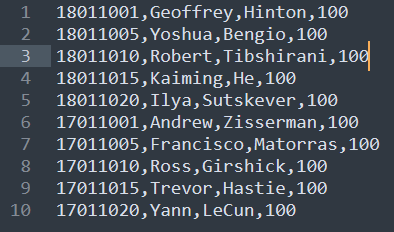 1 18011001,Geoffrey,Hinton,100
2 18011005,Yoshua,Bengio,100
3 18011010,Robert,Tibshirani,100
4 18011015,Kaiming,He,100
5 18011020,Ilya,Sutskever,100
6 17011001,Andrew,Zisserman,100
7 17011005,Francisco,Matorras,100
8 17011010,Ross,Girshick,100
9 17011015,Trevor,Hastie,100
10 17011020,Yann,LeCun,100